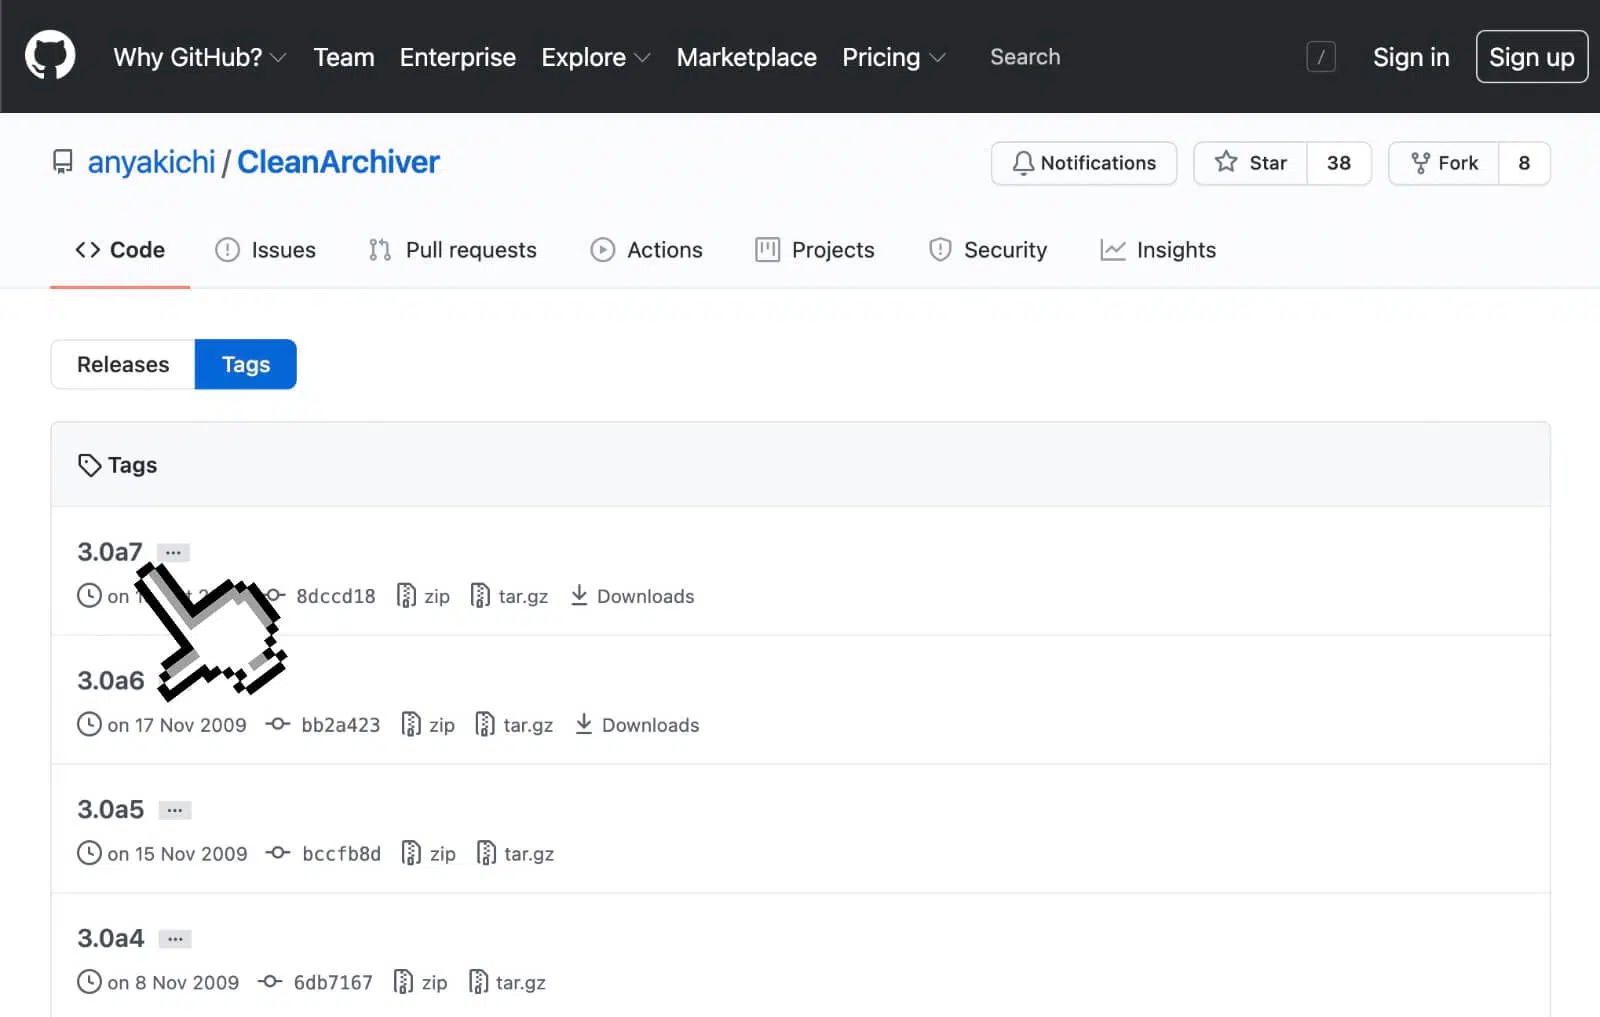 Why GitHub? Team Enterprise Explore Marketplace Pricing Search / Sign in Sign up
anyakichi / CleanArchiver Notifications Star 38 Fork 8
Code Issues Pull requests Actions Projects Security Insights
Releases Tags
Tags
3.0a7 ...
on 8dccd18 zip tar.gz Downloads
3.0a6
on 17 Nov 2009 bb2a423 zip tar.gz Downloads
3.0a5 ...
on 15 Nov 2009 bccfb8d zip tar.gz
3.0a4 ...
on 8 Nov 2009 6db7167 zip tar.gz